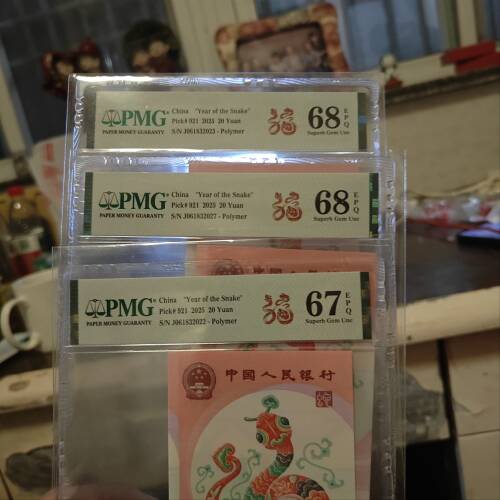 PMG
PAPER MONEY GUARANTY
China "Year of the Snake"
Pick# 921 2025 20 Yuan
S/N J061832023 - Polymer
福
68 EPQ
Superb Gem Unc
PMG
PAPER MONEY GUARANTY
China "Year of the Snake"
Pick# 921 2025 20 Yuan
S/N J061832027 - Polymer
福
68 EPQ
Superb Gem Unc
PMG
PAPER MONEY GUARANTY
China "Year of the Snake"
Pick# 921 2025 20 Yuan
S/N J061832022 - Polymer
福
67 EPQ
Superb Gem Unc
中国人民银行